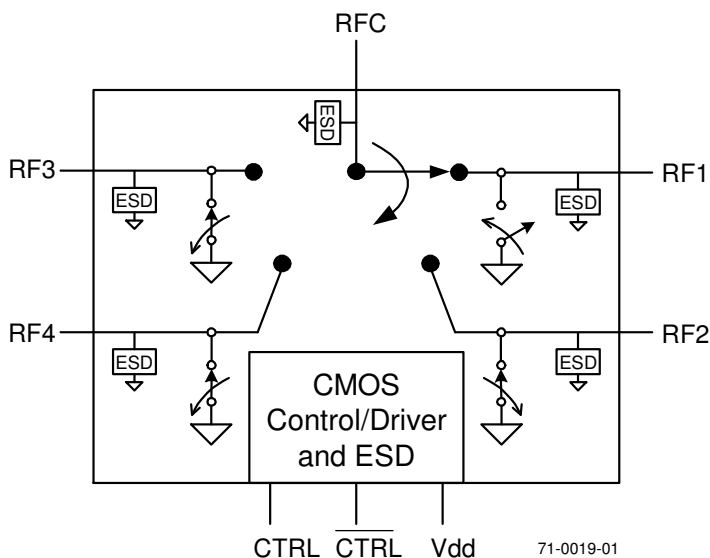 RFC
ESD
RF3
RF1
ESD
ESD
RF4
RF2
ESD
ESD
CMOS
Control/Driver
and ESD
CTRL C̅T̅R̅L̅ Vdd
71-0019-01